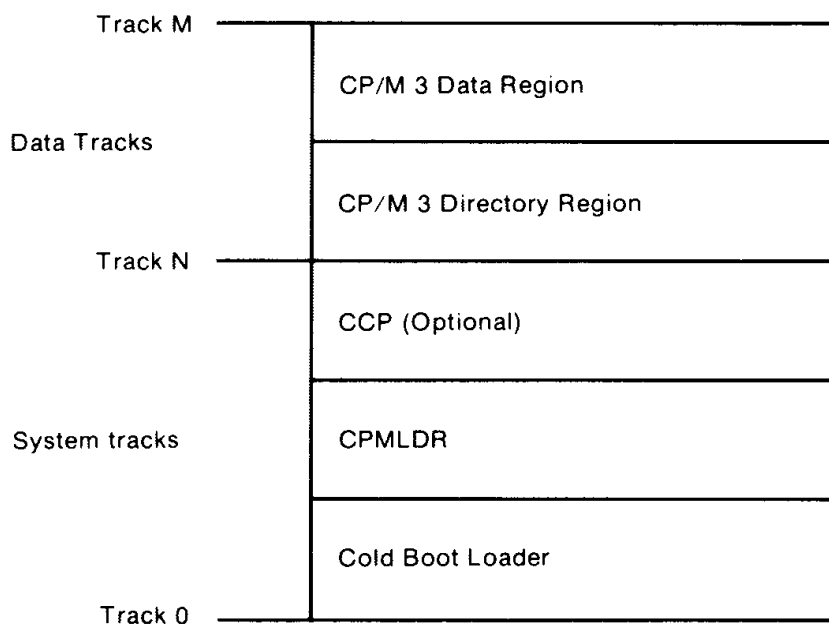 Track M
CP/M 3 Data Region
Data Tracks
CP/M 3 Directory Region
Track N
CCP (Optional)
System tracks
CPMLDR
Cold Boot Loader
Track 0